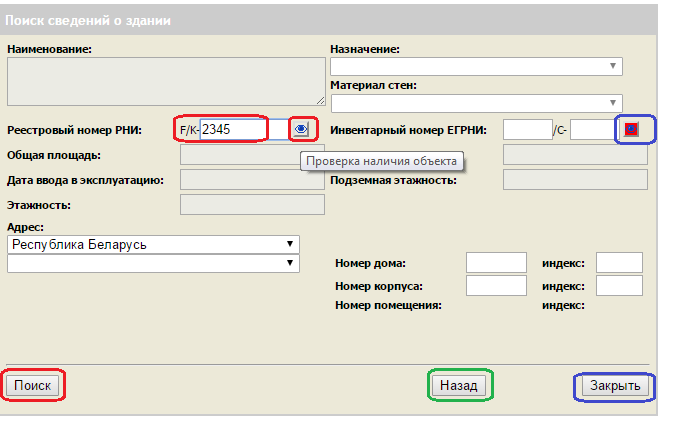 Поиск сведений о здании
Наименование:
Назначение:
Материал стен:
Реестровый номер РНИ: F/K- 2345
Инвентарный номер ЕГРНИ: /C-
Проверка наличия объекта
Общая площадь:
Дата ввода в эксплуатацию:
Подземная этажность:
Этажность:
Адрес:
Республика Беларусь
Номер дома: индекс:
Номер корпуса: индекс:
Номер помещения: индекс:
Поиск Назад Закрыть